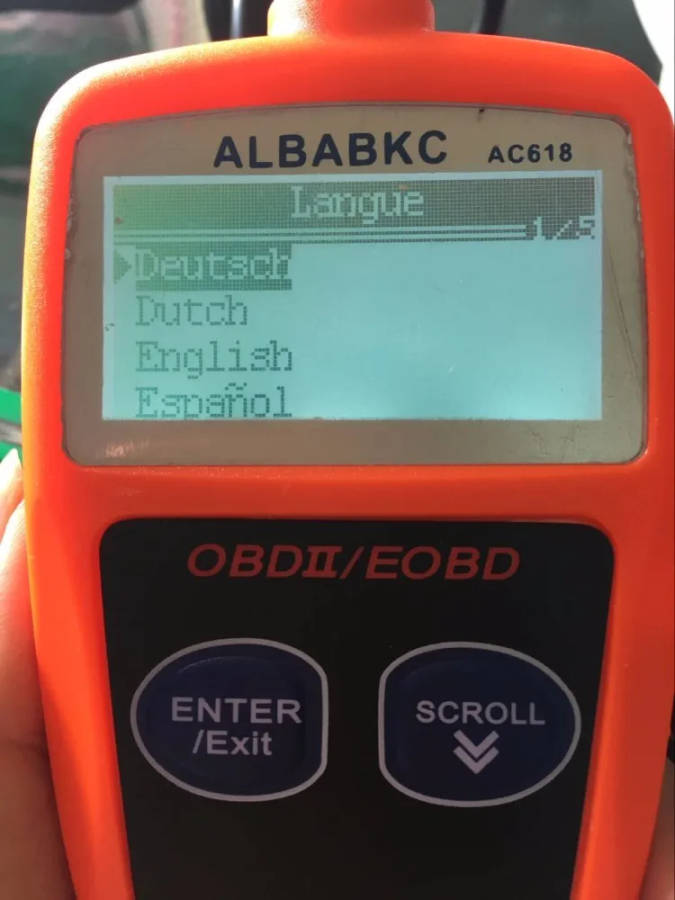 ALBABKC AC618
Langue
1/5
Deutsch
Dutch
English
Español
OBDII/EOBD
ENTER
/Exit
SCROLL